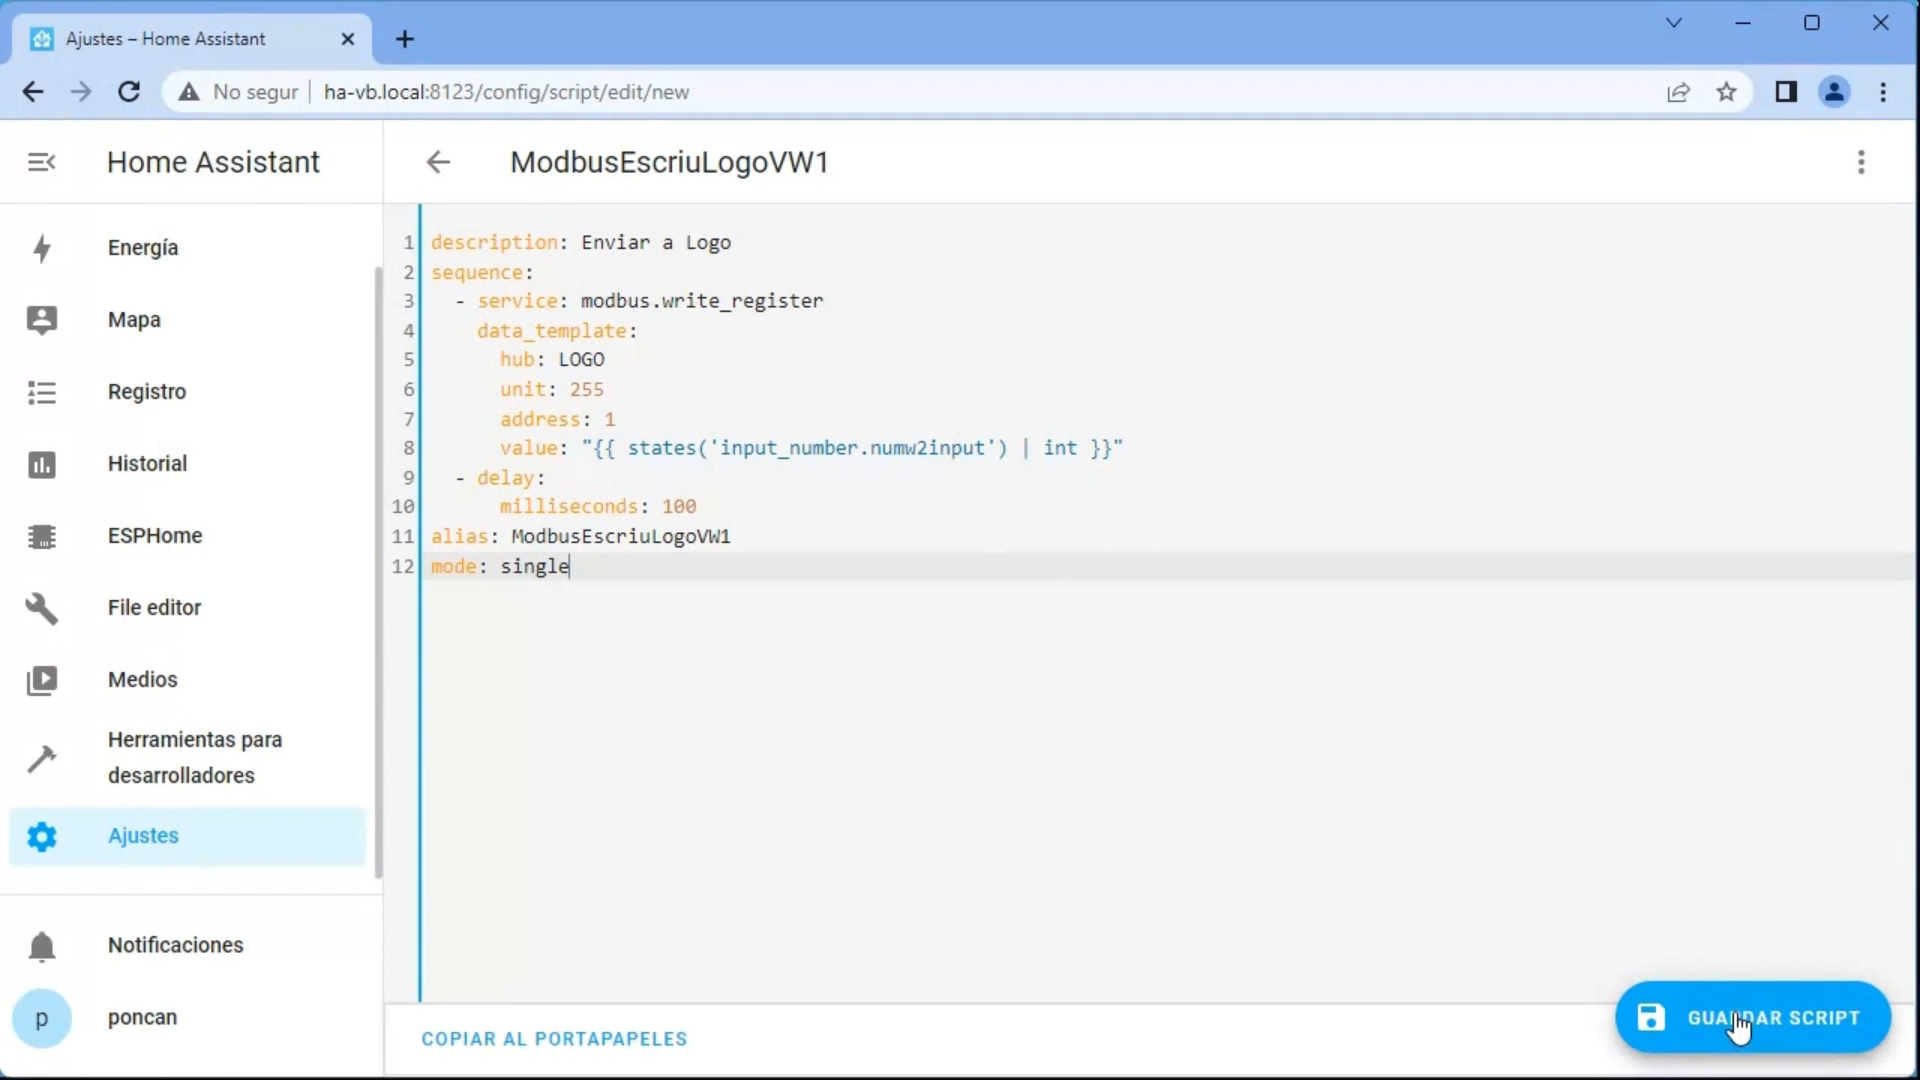 Ajustes – Home Assistant
No segur
ha-vb.local:8123/config/script/edit/new
Home Assistant
ModbusEscriuLogoVW1
Energía
Mapa
Registro
Historial
ESPHome
File editor
Medios
Herramientas para
desarrolladores
Ajustes
Notificaciones
p
poncan
1 description: Enviar a Logo
2 sequence:
3   - service: modbus.write_register
4     data_template:
5       hub: LOGO
6       unit: 255
7       address: 1
8       value: "{{ states('input_number.numw2input') | int }}"
9   - delay:
10       milliseconds: 100
11 alias: ModbusEscriuLogoVW1
12 mode: single
COPIAR AL PORTAPAPELES
GUARDAR SCRIPT